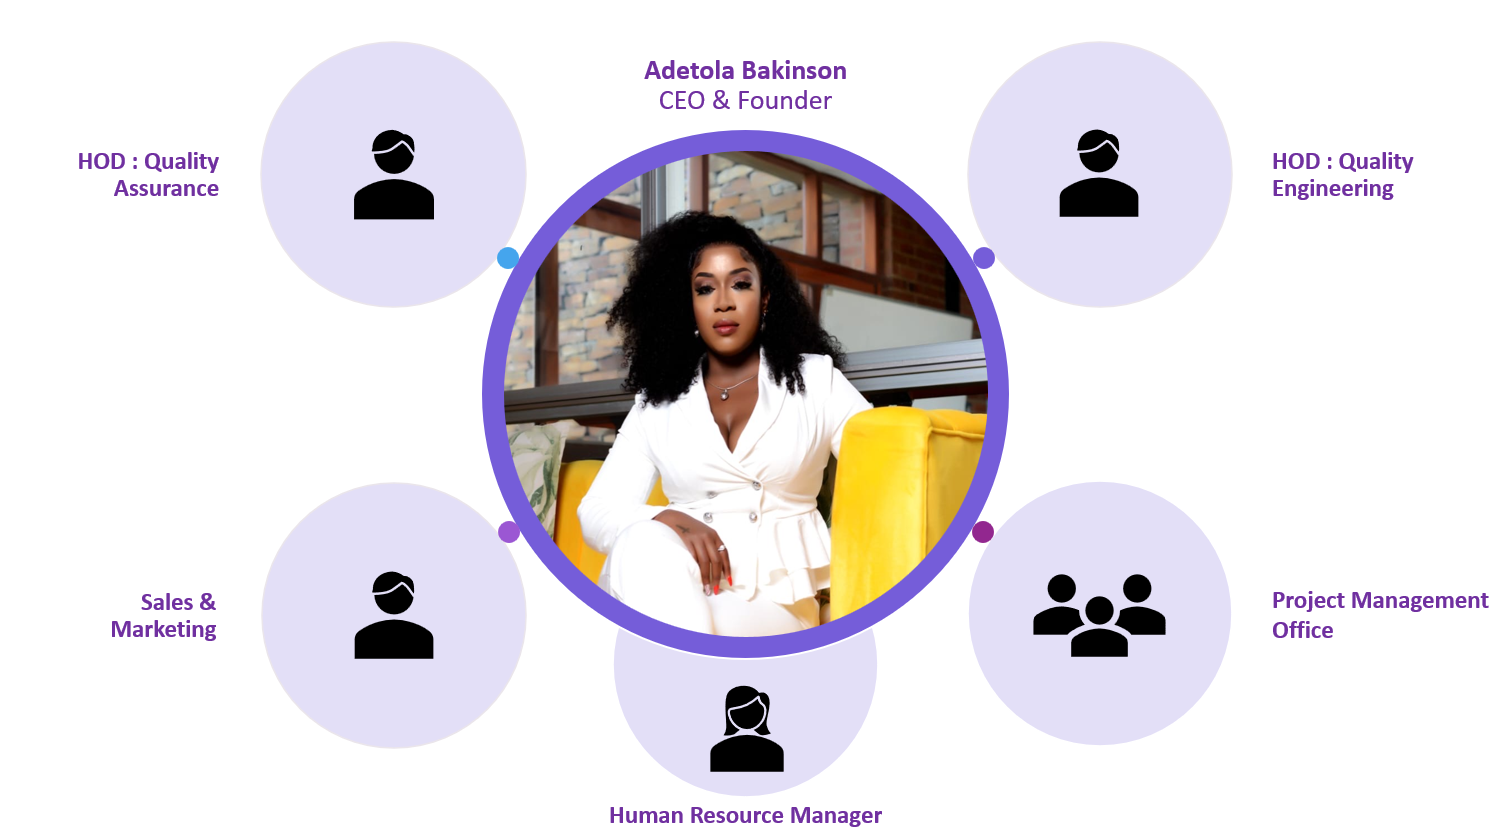 Adetola Bakinson
CEO & Founder
HOD : Quality
Assurance
HOD : Quality
Engineering
Sales &
Marketing
Project Management
Office
Human Resource Manager